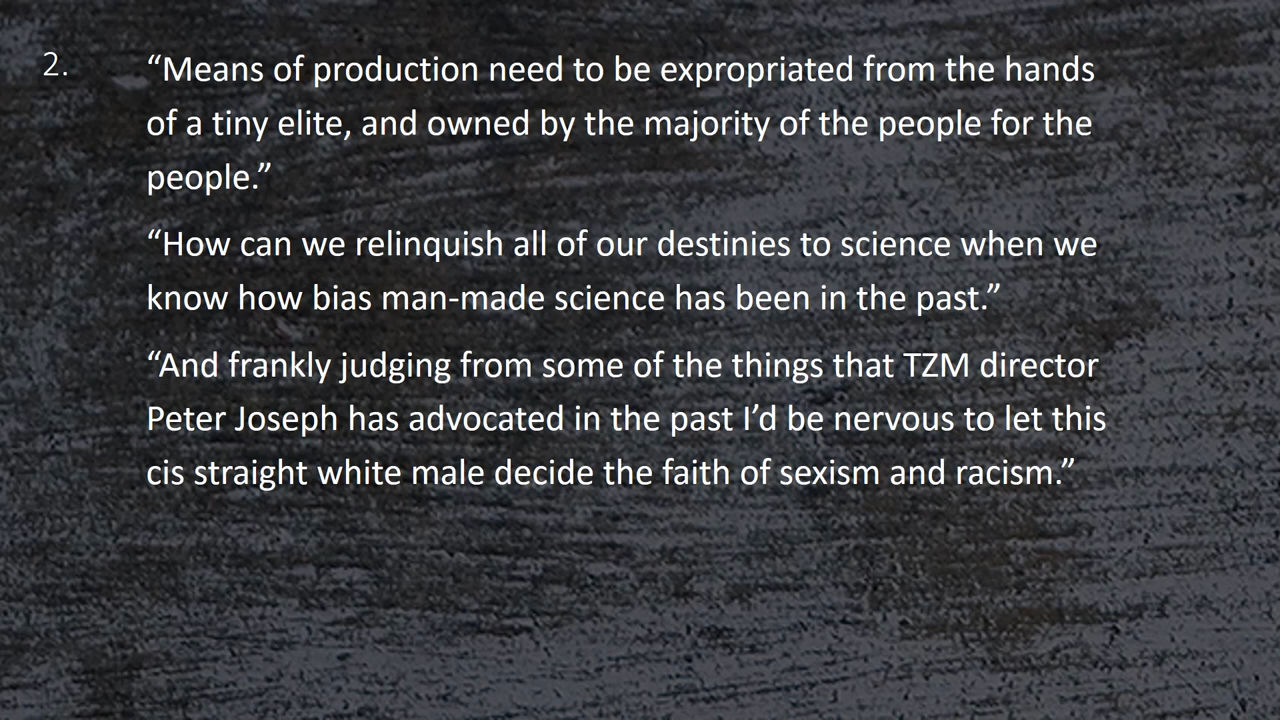 2.
“Means of production need to be expropriated from the hands
of a tiny elite, and owned by the majority of the people for the
people.”
“How can we relinquish all of our destinies to science when we
know how bias man-made science has been in the past.”
“And frankly judging from some of the things that TZM director
Peter Joseph has advocated in the past I’d be nervous to let this
cis straight white male decide the faith of sexism and racism.”